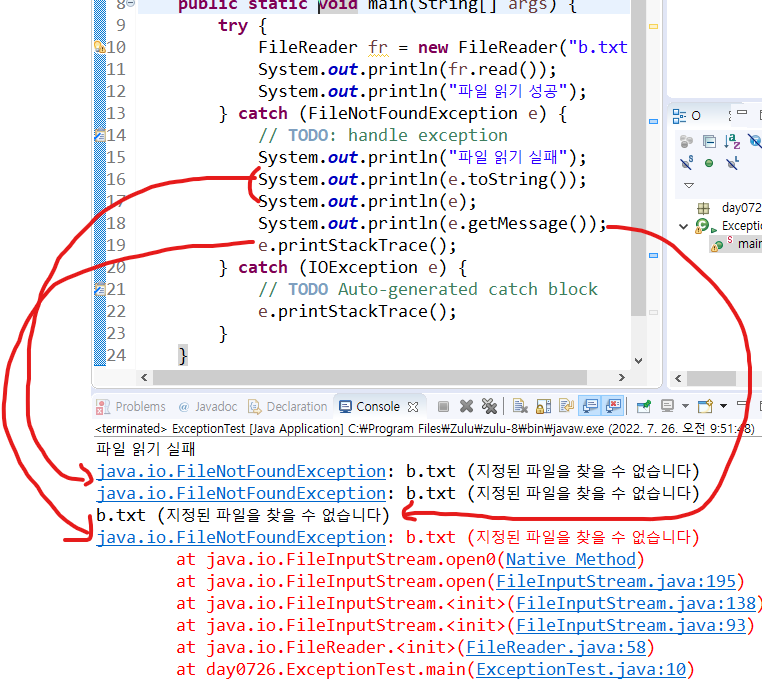 8 public static void main(String[] args) {
9 try {
10 FileReader fr = new FileReader("b.txt
11 System.out.println(fr.read());
12 System.out.println("파일 읽기 성공");
13 } catch (FileNotFoundException e) {
14 // TODO: handle exception
15 System.out.println("파일 읽기 실패");
16 System.out.println(e.toString());
17 System.out.println(e);
18 System.out.println(e.getMessage());
19 e.printStackTrace();
20 } catch (IOException e) {
21 // TODO Auto-generated catch block
22 e.printStackTrace();
23 }
24 }
O
day072
Exceptio
main
Problems @ Javadoc Declaration Console
<terminated> ExceptionTest [Java Application] C:₩Program Files₩Zulu₩zulu-8₩bin₩javaw.exe (2022. 7. 26. 오전 9:51:48)
파일 읽기 실패
java.io.FileNotFoundException: b.txt (지정된 파일을 찾을 수 없습니다)
java.io.FileNotFoundException: b.txt (지정된 파일을 찾을 수 없습니다)
b.txt (지정된 파일을 찾을 수 없습니다)
java.io.FileNotFoundException: b.txt (지정된 파일을 찾을 수 없습니다)
at java.io.FileInputStream.open0(Native Method)
at java.io.FileInputStream.open(FileInputStream.java:195)
at java.io.FileInputStream.<init>(FileInputStream.java:138)
at java.io.FileInputStream.<init>(FileInputStream.java:93)
at java.io.FileReader.<init>(FileReader.java:58)
at day0726.ExceptionTest.main(ExceptionTest.java:10)